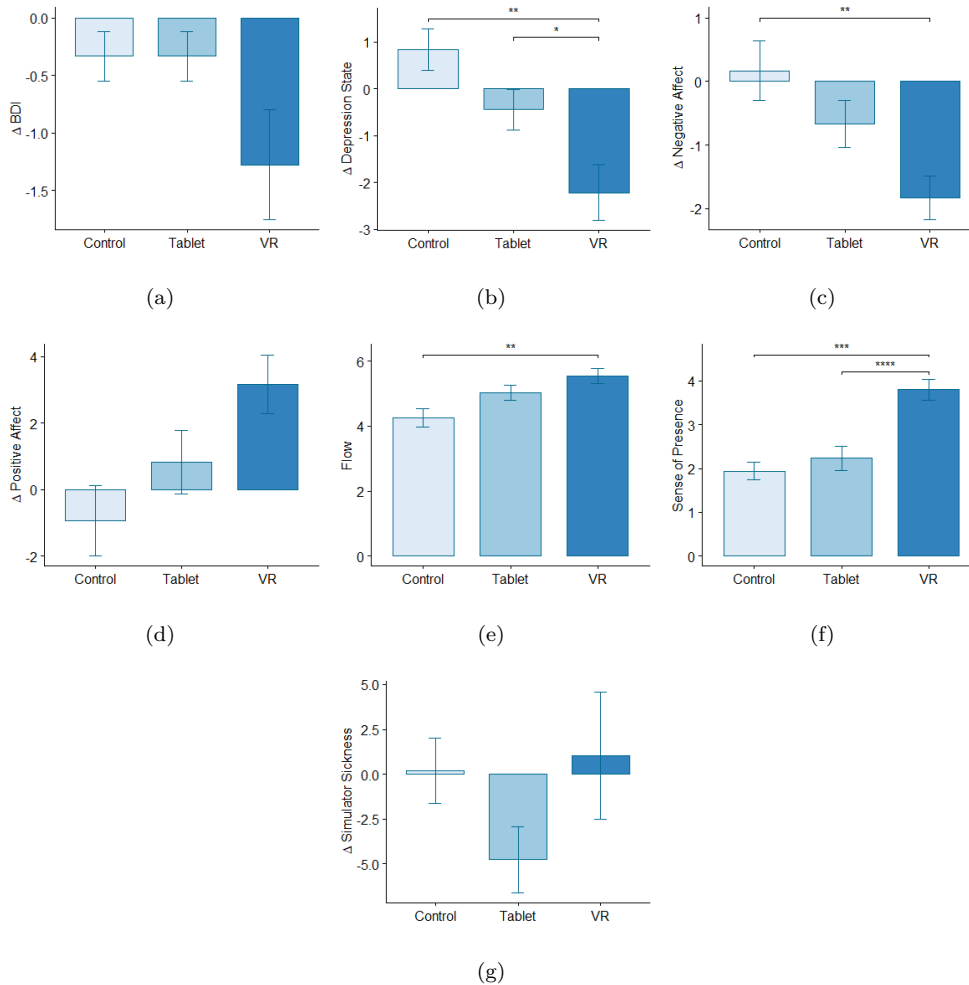 0.0
-0.5
-1.0
-1.5
Δ BDI
Control Tablet VR
(a)
** 
*
1
0
-1
-2
-3
Δ Depression State
Control Tablet VR
(b)
**
1
0
-1
-2
Δ Negative Affect
Control Tablet VR
(c)
4
2
0
-2
Δ Positive Affect
Control Tablet VR
(d)
**
6
4
2
0
Flow
Control Tablet VR
(e)
***
****
4
3
2
1
0
Sense of Presence
Control Tablet VR
(f)
5.0
2.5
0.0
-2.5
-5.0
Δ Simulator Sickness
Control Tablet VR
(g)